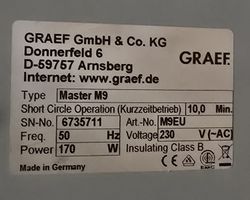 GRAEF GmbH & Co. KG
Donnerfeld 6
D-59757 Arnsberg
Internet: www.graef.de
GRAEF
Type Master M9
Short Circle Operation (Kurzzeitbetrieb) 10,0 Min.
SN-No. 6735711 Art.-No. M9EU
Freq. 50 Hz Voltage 230 V (~AC)
Power 170 W Insulating Class B
Made in Germany